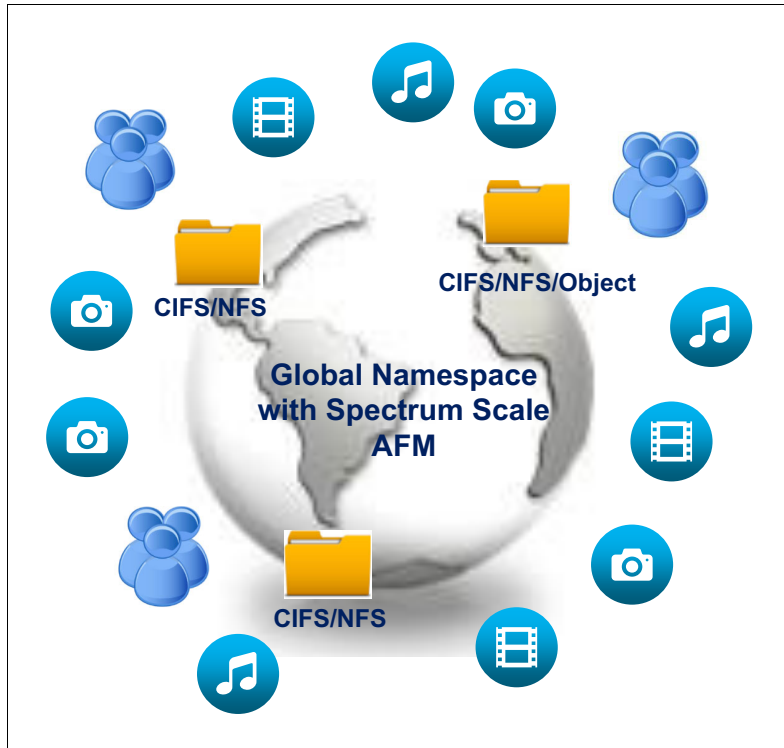 CIFS/NFS
CIFS/NFS/Object
Global Namespace
with Spectrum Scale
AFM
CIFS/NFS